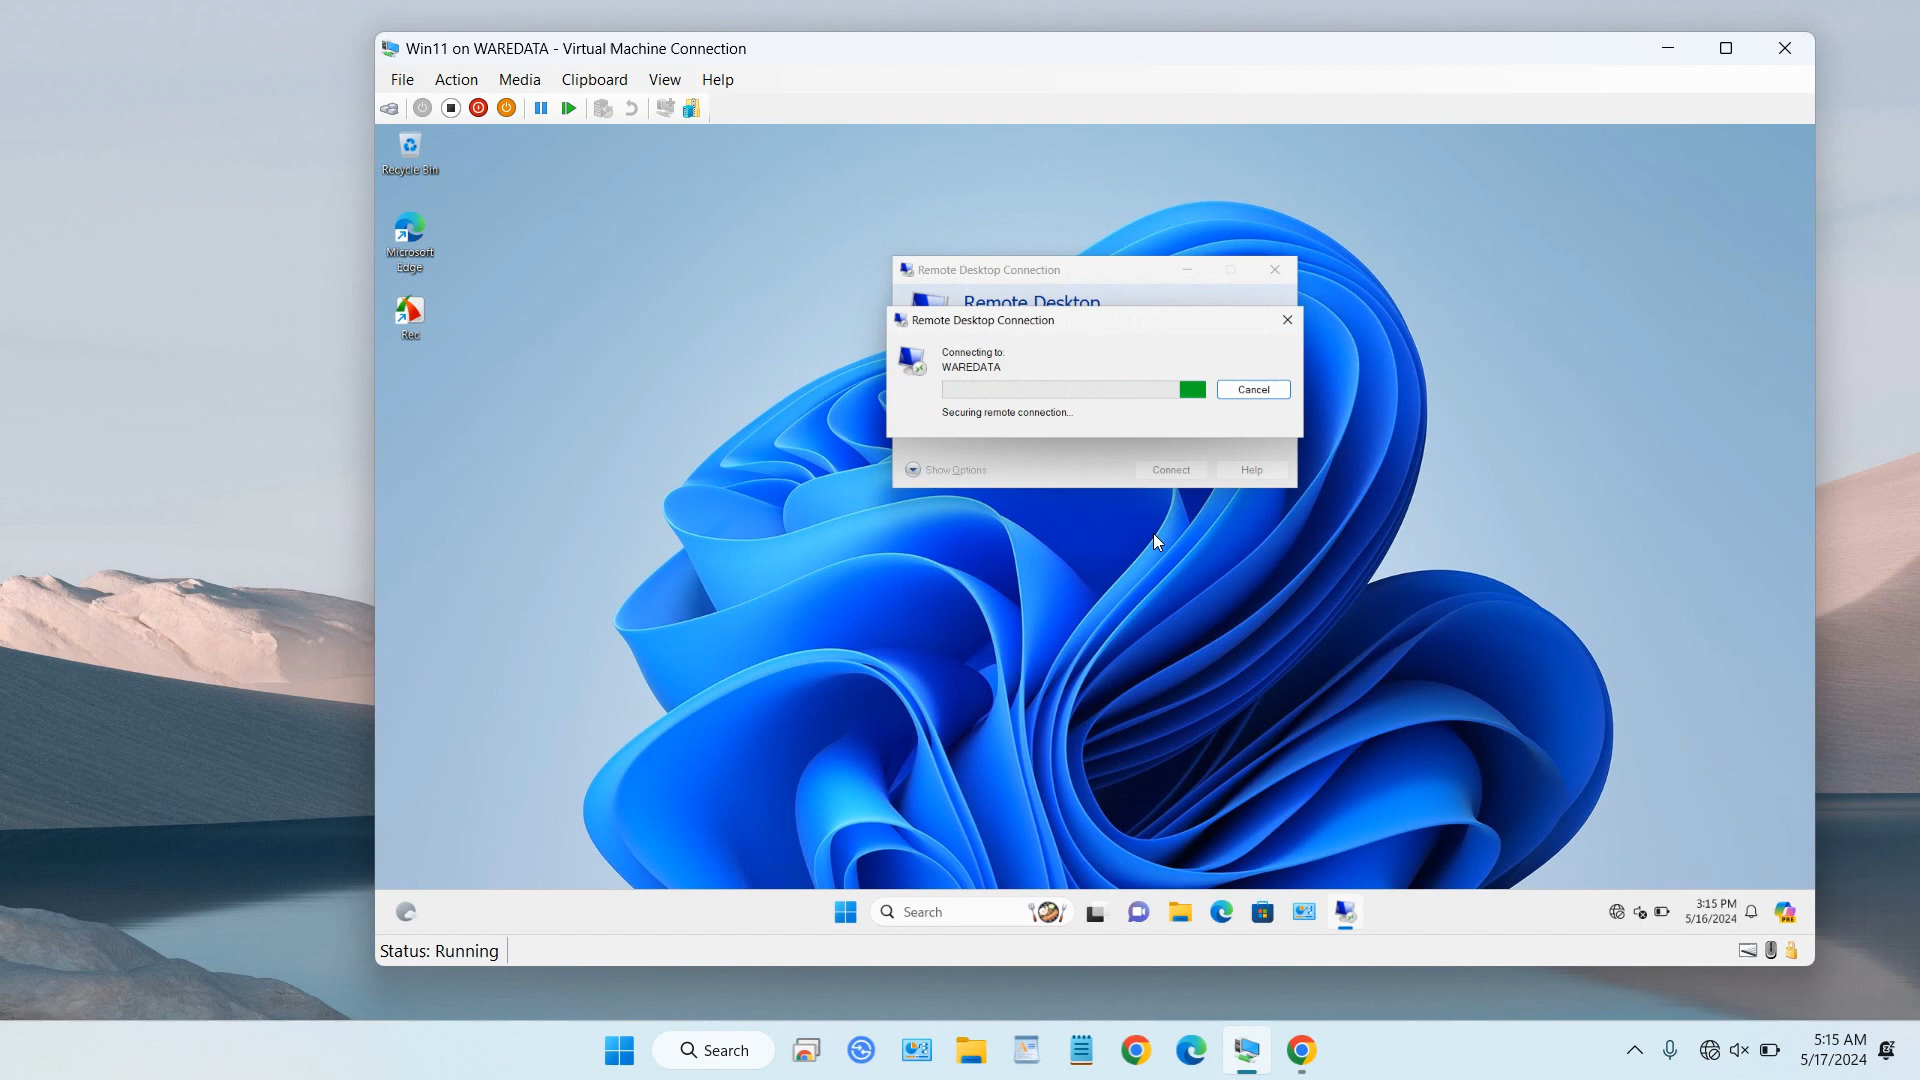 Win11 on WAREDATA - Virtual Machine Connection
File Action Media Clipboard View Help
Recycle Bin
Microsoft
Edge
Rec
Remote Desktop Connection
Remote Desktop
Remote Desktop Connection
Connecting to:
WAREDATA
Cancel
Securing remote connection...
Show Options
Connect
Help
Search
PRE
3:15 PM
5/16/2024
Status: Running
Search
5:15 AM
5/17/2024